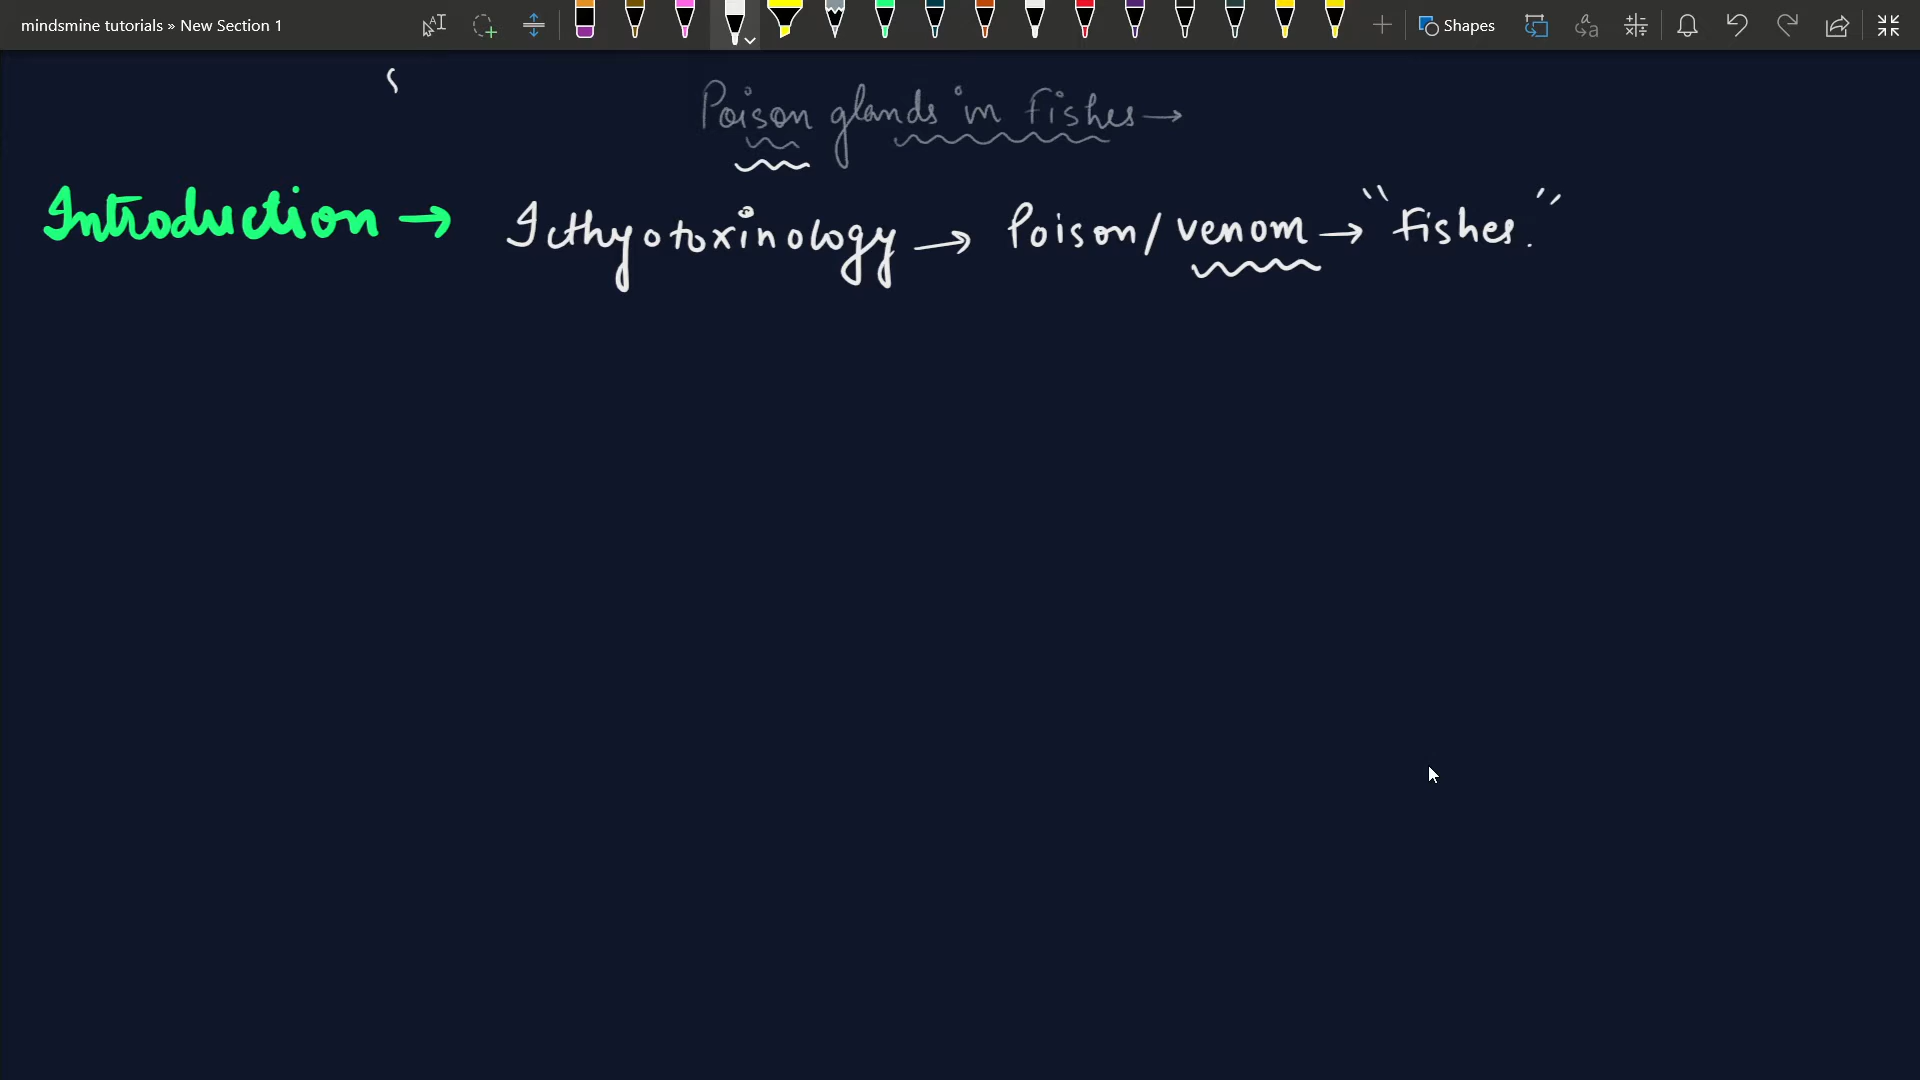 mindsmine tutorials » New Section 1
Shapes
Poison glands in Fishes →
Introduction → Icthyotoxinology → Poison/venom → "Fishes."